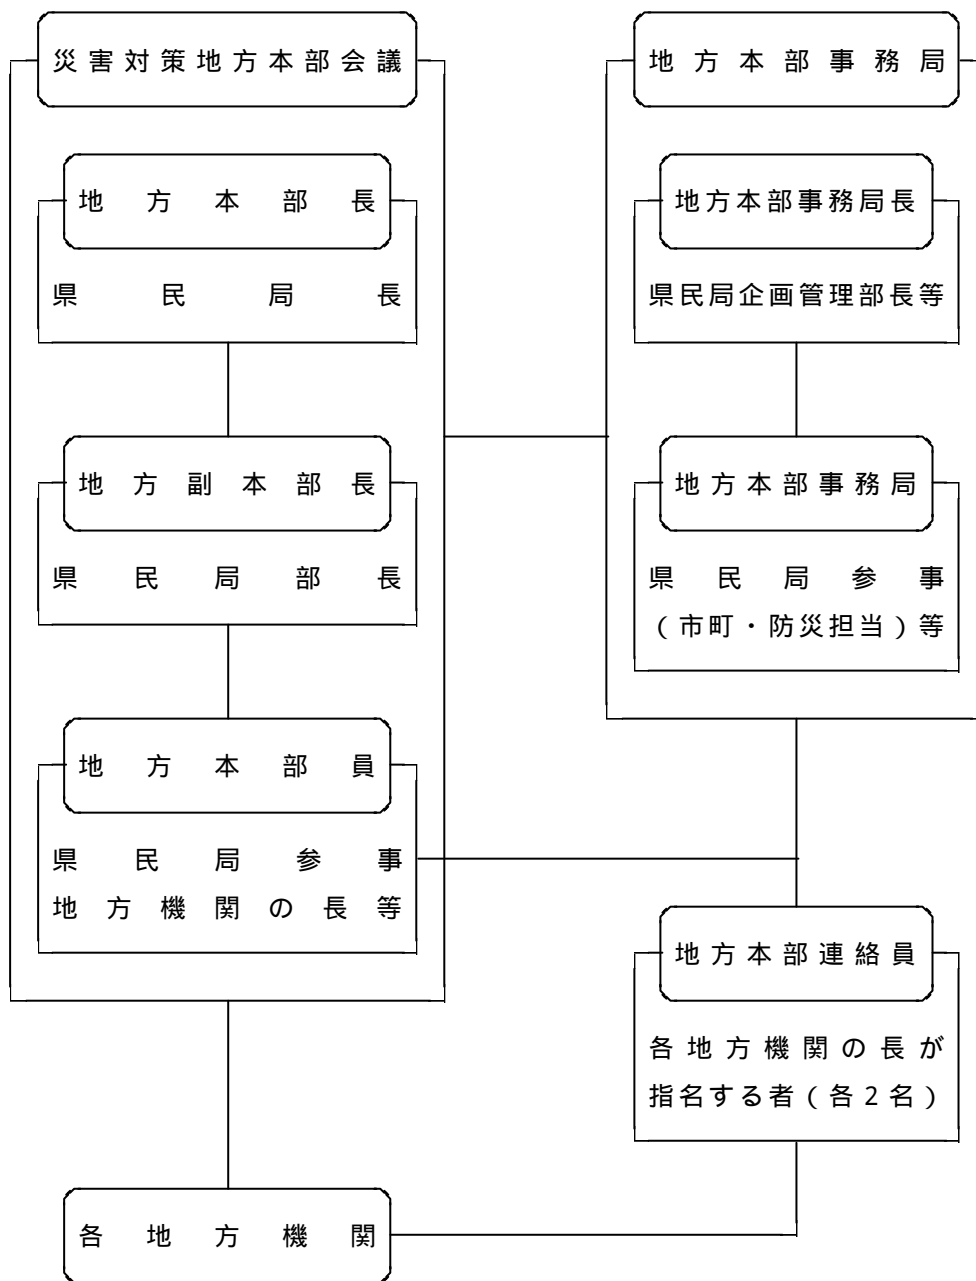 災害対策地方本部会議
地方本部長
県民局長
地方副本部長
県民局部長
地方本部員
県民局参事
地方機関の長等
各地方機関
地方本部事務局
地方本部事務局長
県民局企画管理部長等
地方本部事務局
県民局参事
（市町・防災担当）等
地方本部連絡員
各地方機関の長が
指名する者（各２名）